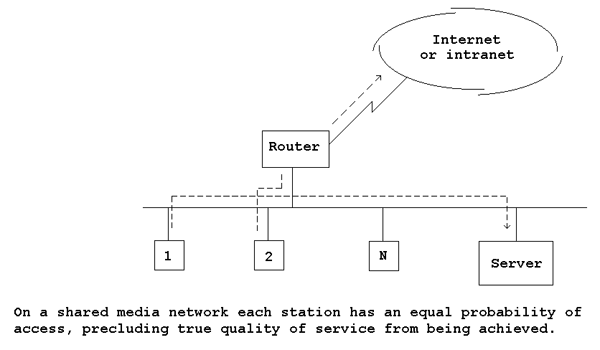 Internet
or intranet
Router
1
2
N
Server
On a shared media network each station has an equal probability of
access, precluding true quality of service from being achieved.